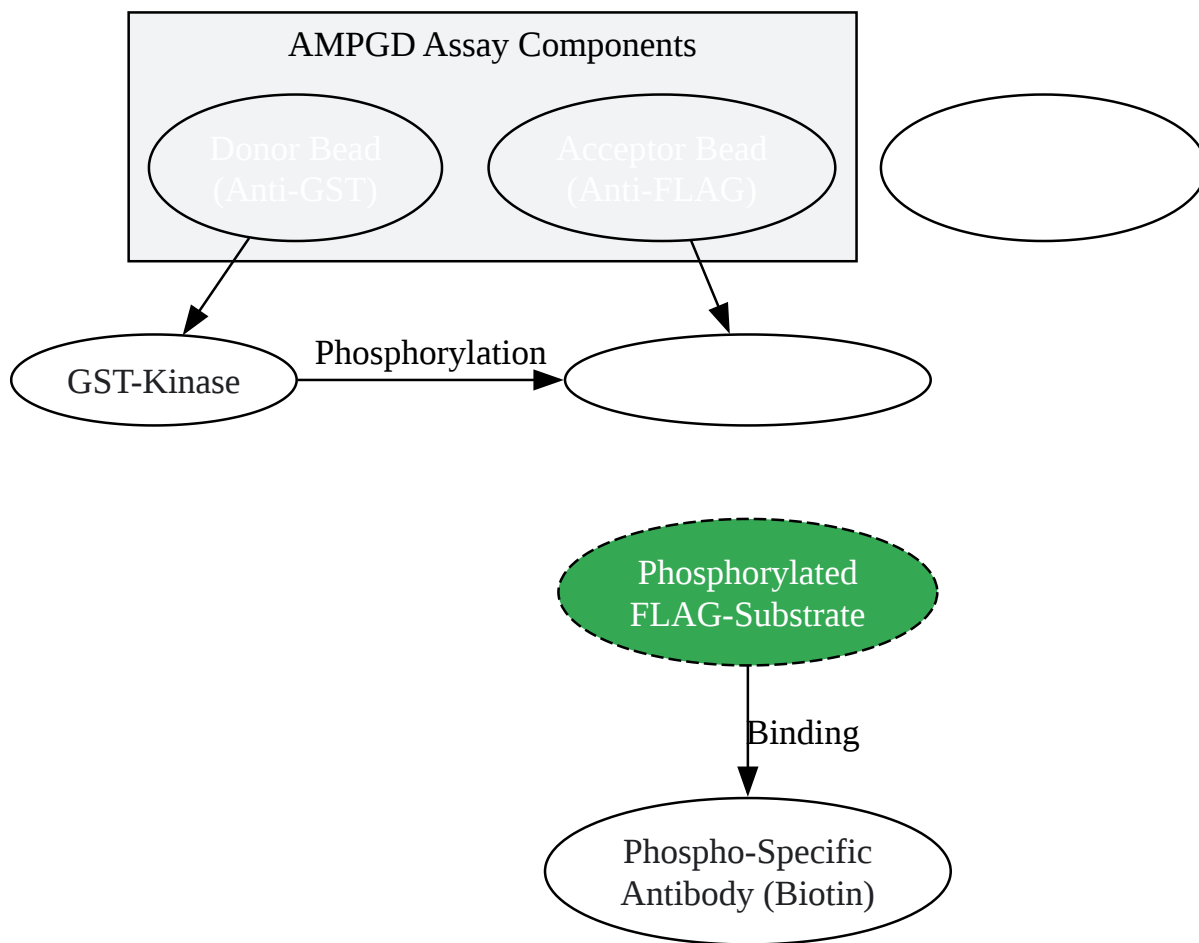 AMPGD Assay Components
Donor Bead
(Anti-GST)
Acceptor Bead
(Anti-FLAG)
GST-Kinase
Phosphorylation
Phosphorylated
FLAG-Substrate
Binding
Phospho-Specific
Antibody (Biotin)